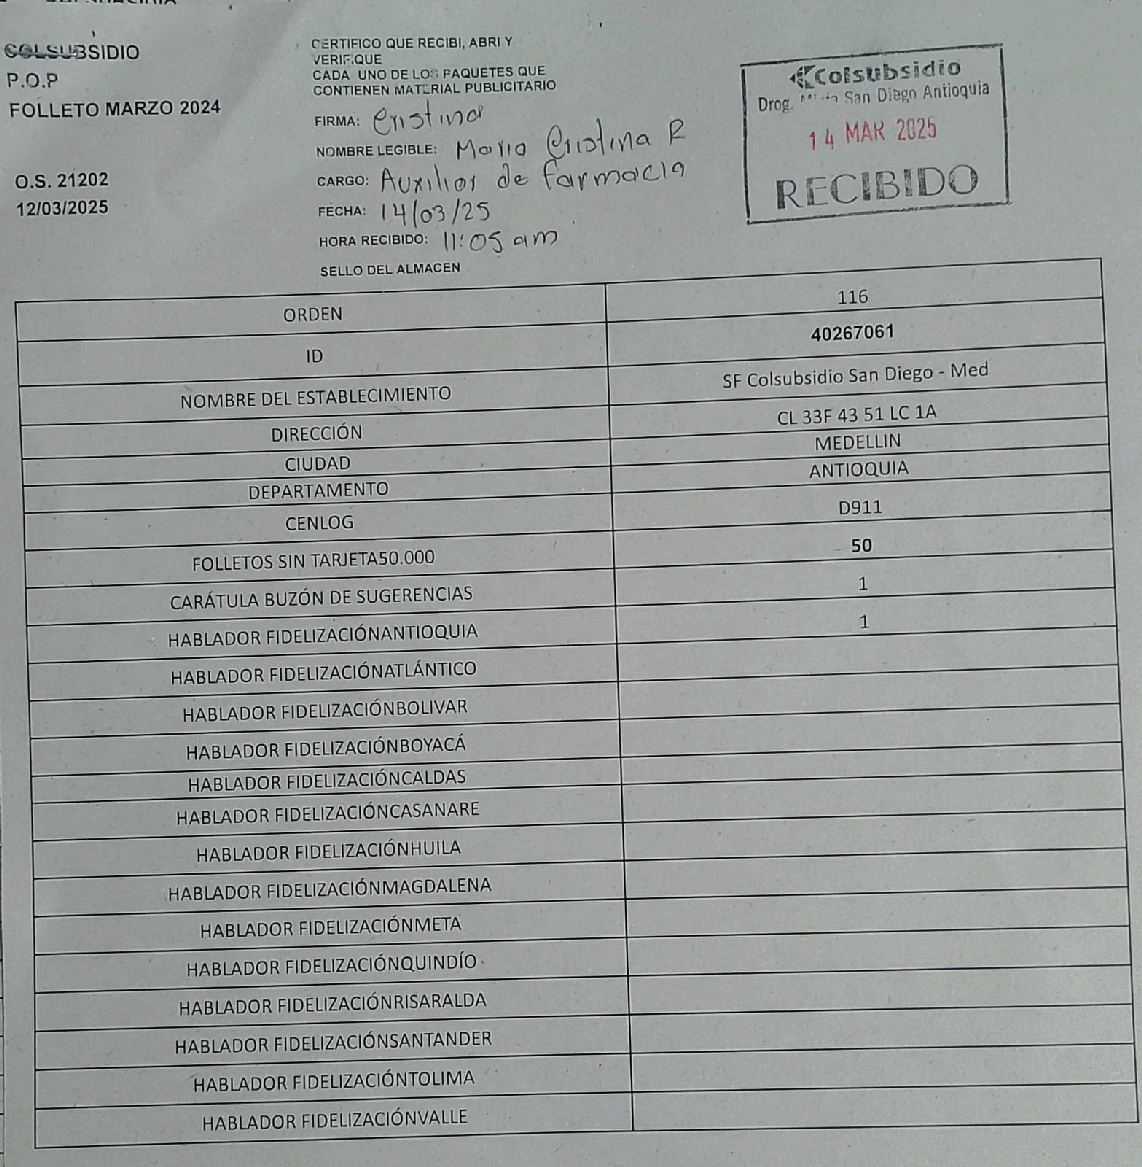 COLSUBSIDIO
P.O.P
FOLLETO MARZO 2024
O.S. 21202
12/03/2025
CERTIFICO QUE RECIBI, ABRI Y
VERIFIQUE
CADA UNO DE LOS PAQUETES QUE
CONTIENEN MATERIAL PUBLICITARIO
FIRMA: Cristina
NOMBRE LEGIBLE: Maria Cristina R
CARGO: Auxiliar de farmacia
FECHA: 14/03/25
HORA RECIBIDO: 11:05 am
SELLO DEL ALMACEN
Colsubsidio
Drog. San Diego Antioquia
14 MAR 2025
RECIBIDO
ORDEN 116
ID 40267061
NOMBRE DEL ESTABLECIMIENTO SF Colsubsidio San Diego - Med
DIRECCIÓN CL 33F 43 51 LC 1A
CIUDAD MEDELLIN
DEPARTAMENTO ANTIOQUIA
CENLOG D911
FOLLETOS SIN TARJETA50.000 50
CARÁTULA BUZÓN DE SUGERENCIAS 1
HABLADOR FIDELIZACIÓNANTIOQUIA 1
HABLADOR FIDELIZACIÓNATLÁNTICO
HABLADOR FIDELIZACIÓNBOLIVAR
HABLADOR FIDELIZACIÓNBOYACÁ
HABLADOR FIDELIZACIÓNCALDAS
HABLADOR FIDELIZACIÓNCASANARE
HABLADOR FIDELIZACIÓNHUILA
HABLADOR FIDELIZACIÓNMAGDALENA
HABLADOR FIDELIZACIÓNMETA
HABLADOR FIDELIZACIÓNQUINDÍO
HABLADOR FIDELIZACIÓNRISARALDA
HABLADOR FIDELIZACIÓNSANTANDER
HABLADOR FIDELIZACIÓNTOLIMA
HABLADOR FIDELIZACIÓNVALLE